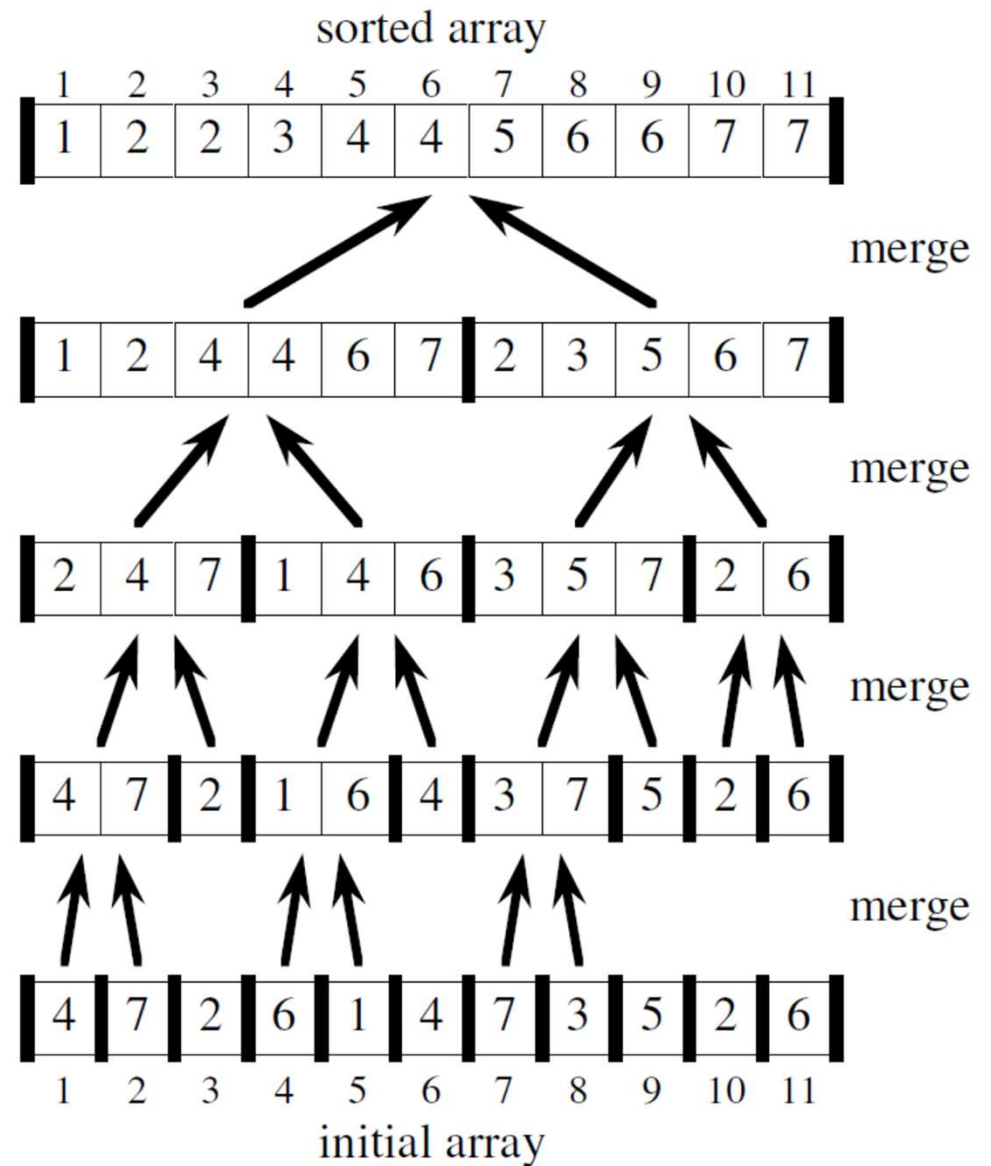 sorted array
1 2 3 4 5 6 7 8 9 10 11
1 2 2 3 4 4 5 6 6 7 7
merge
1 2 4 4 6 7 2 3 5 6 7
merge
2 4 7 1 4 6 3 5 7 2 6
merge
4 7 2 1 6 4 3 7 5 2 6
merge
4 7 2 6 1 4 7 3 5 2 6
1 2 3 4 5 6 7 8 9 10 11
initial array